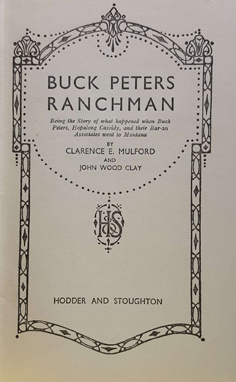 BUCK PETERS
RANCHMAN
Being the Story of what happened when Buck
Peters, Hopalong Cassidy, and their Bar-20
Associates went to Montana
BY
CLARENCE E. MULFORD
AND
JOHN WOOD CLAY
HODDER AND STOUGHTON